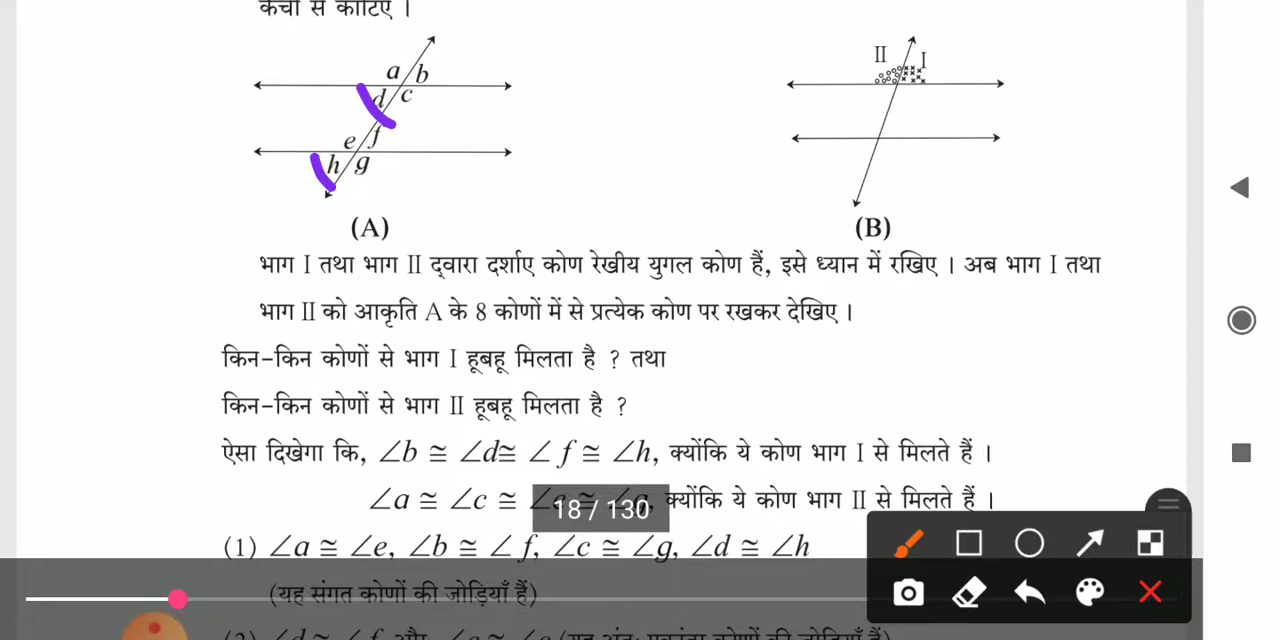 कैंची से काटिए ।
II I
a b
d c
e f
h g
(A) (B)
भाग I तथा भाग II द्वारा दर्शाए कोण रेखीय युगल कोण हैं, इसे ध्यान में रखिए । अब भाग I तथा
भाग II को आकृति A के 8 कोणों में से प्रत्येक कोण पर रखकर देखिए ।
किन-किन कोणों से भाग I हूबहू मिलता है ? तथा
किन-किन कोणों से भाग II हूबहू मिलता है ?
ऐसा दिखेगा कि, ∠b ≅ ∠d ≅ ∠ f ≅ ∠h, क्योंकि ये कोण भाग I से मिलते हैं ।
∠a ≅ ∠c ≅ क्योंकि ये कोण भाग II से मिलते हैं ।
18 / 130
(1) ∠a ≅ ∠e, ∠b ≅ ∠ f, ∠c ≅ ∠g, ∠d ≅ ∠h
(यह संगत कोणों की जोड़ियाँ हैं)